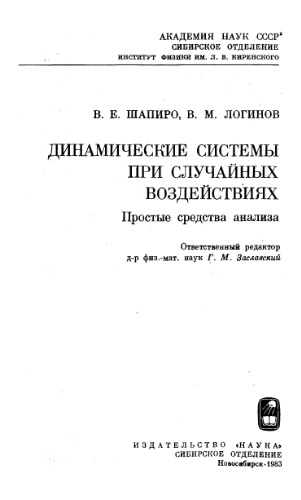 АКАДЕМИЯ НАУК СССР
СИБИРСКОЕ ОТДЕЛЕНИЕ
ИНСТИТУТ ФИЗИКИ ИМ. Л. В. КИРЕНСКОГО
В. Е. ШАПИРО, В. М. ЛОГИНОВ
ДИНАМИЧЕСКИЕ СИСТЕМЫ
ПРИ СЛУЧАЙНЫХ
ВОЗДЕЙСТВИЯХ
Простые средства анализа
Ответственный редактор
д-р физ.-мат. наук Г. М. Заславский
ИЗДАТЕЛЬСТВО «НАУКА»
СИБИРСКОЕ ОТДЕЛЕНИЕ
Новосибирск-1983